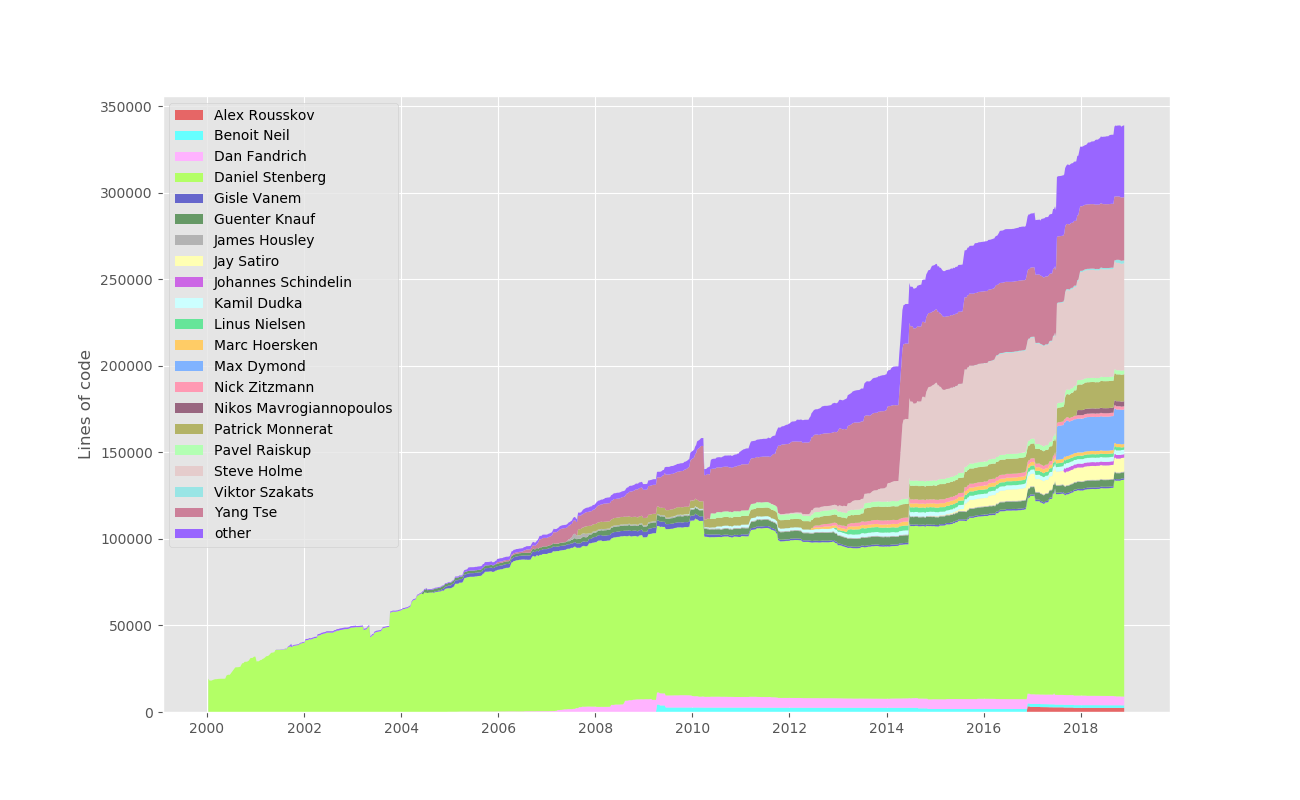 350000
300000
250000
200000
150000
100000
50000
0
Lines of code
Alex Rousskov
Benoit Neil
Dan Fandrich
Daniel Stenberg
Gisle Vanem
Guenter Knauf
James Housley
Jay Satiro
Johannes Schindelin
Kamil Dudka
Linus Nielsen
Marc Hoersken
Max Dymond
Nick Zitzmann
Nikos Mavrogiannopoulos
Patrick Monnerat
Pavel Raiskup
Steve Holme
Viktor Szakats
Yang Tse
other
2000 2002 2004 2006 2008 2010 2012 2014 2016 2018